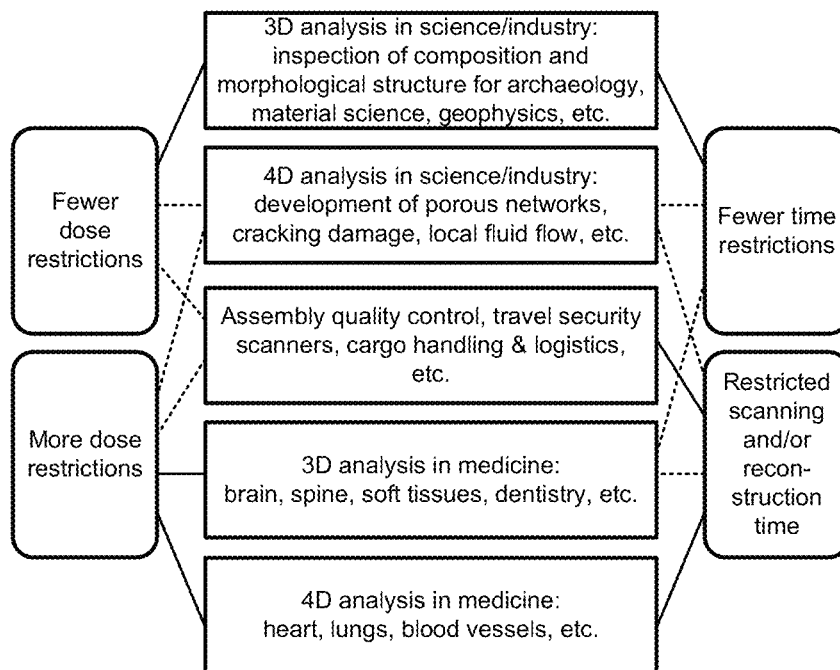 3D analysis in science/industry:
inspection of composition and
morphological structure for archaeology,
material science, geophysics, etc.
Fewer
dose
restrictions
4D analysis in science/industry:
development of porous networks,
cracking damage, local fluid flow, etc.
Fewer time
restrictions
Assembly quality control, travel security
scanners, cargo handling & logistics,
etc.
More dose
restrictions
3D analysis in medicine:
brain, spine, soft tissues, dentistry, etc.
Restricted
scanning
and/or
recon-
struction
time
4D analysis in medicine:
heart, lungs, blood vessels, etc.